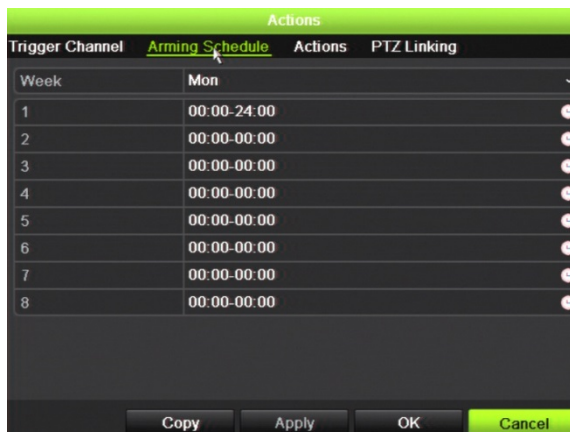 Actions
Trigger Channel Arming Schedule Actions PTZ Linking
Week Mon
1 00:00-24:00
2 00:00-00:00
3 00:00-00:00
4 00:00-00:00
5 00:00-00:00
6 00:00-00:00
7 00:00-00:00
8 00:00-00:00
Copy Apply OK Cancel